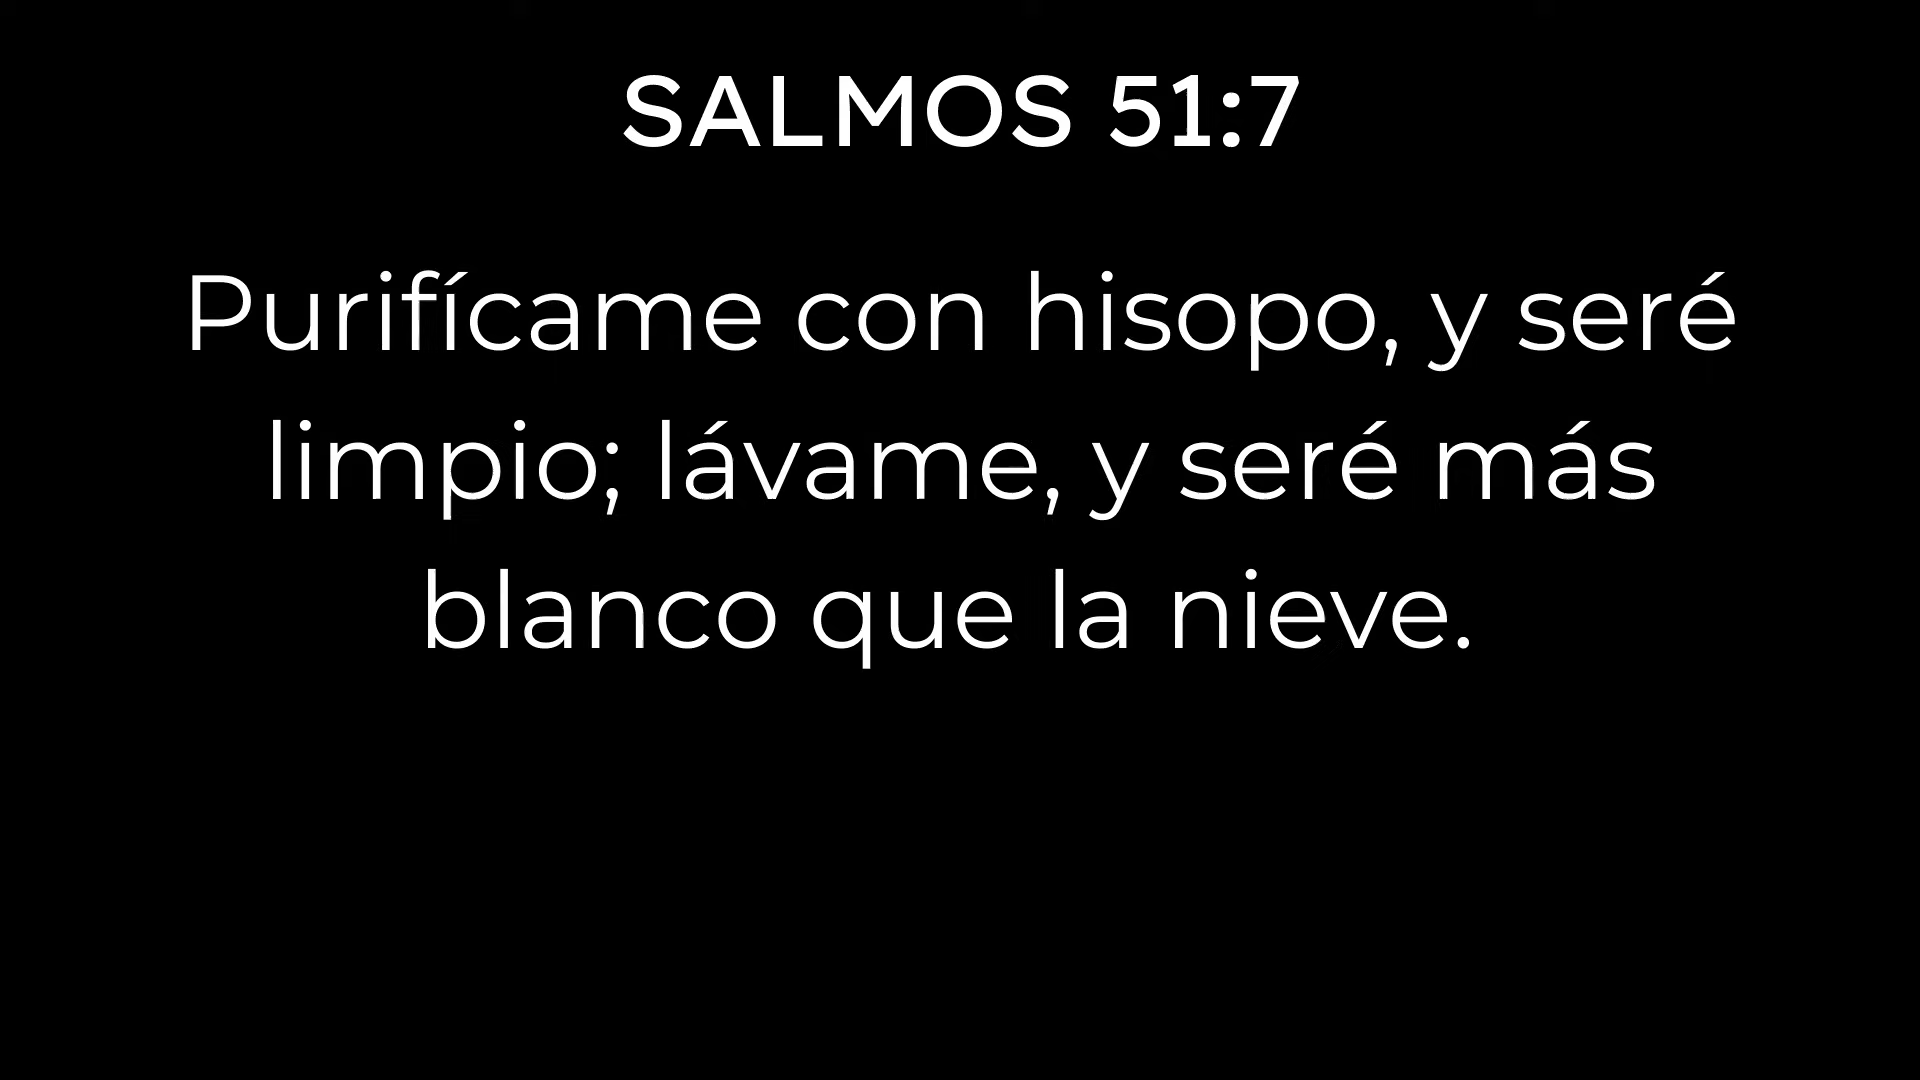 SALMOS 51:7
Purifícame con hisopo, y seré
limpio; lávame, y seré más
blanco que la nieve.